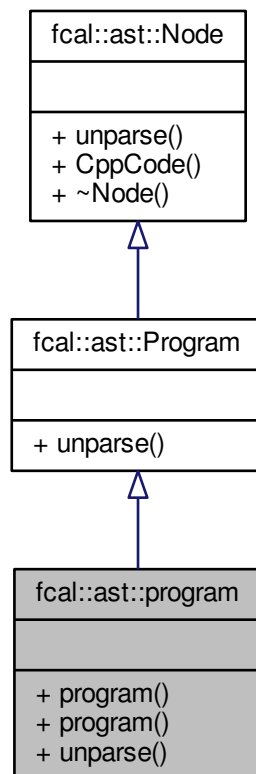 fcal::ast::Node
+ unparse()
+ CppCode()
+ ~Node()
fcal::ast::Program
+ unparse()
fcal::ast::program
+ program()
+ program()
+ unparse()